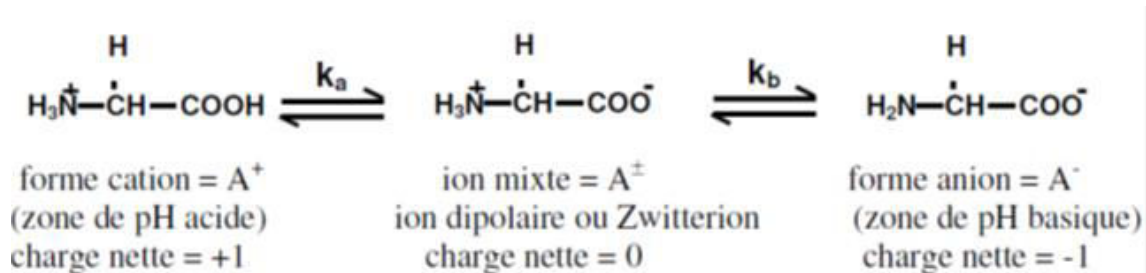 H H H
H₃N⁺—CH—COOH kₐ H₃N⁺—CH—COO⁻ k_b H₂N—CH—COO⁻
forme cation = A⁺ ion mixte = A± forme anion = A⁻
(zone de pH acide) ion dipolaire ou Zwitterion (zone de pH basique)
charge nette = +1 charge nette = 0 charge nette = -1